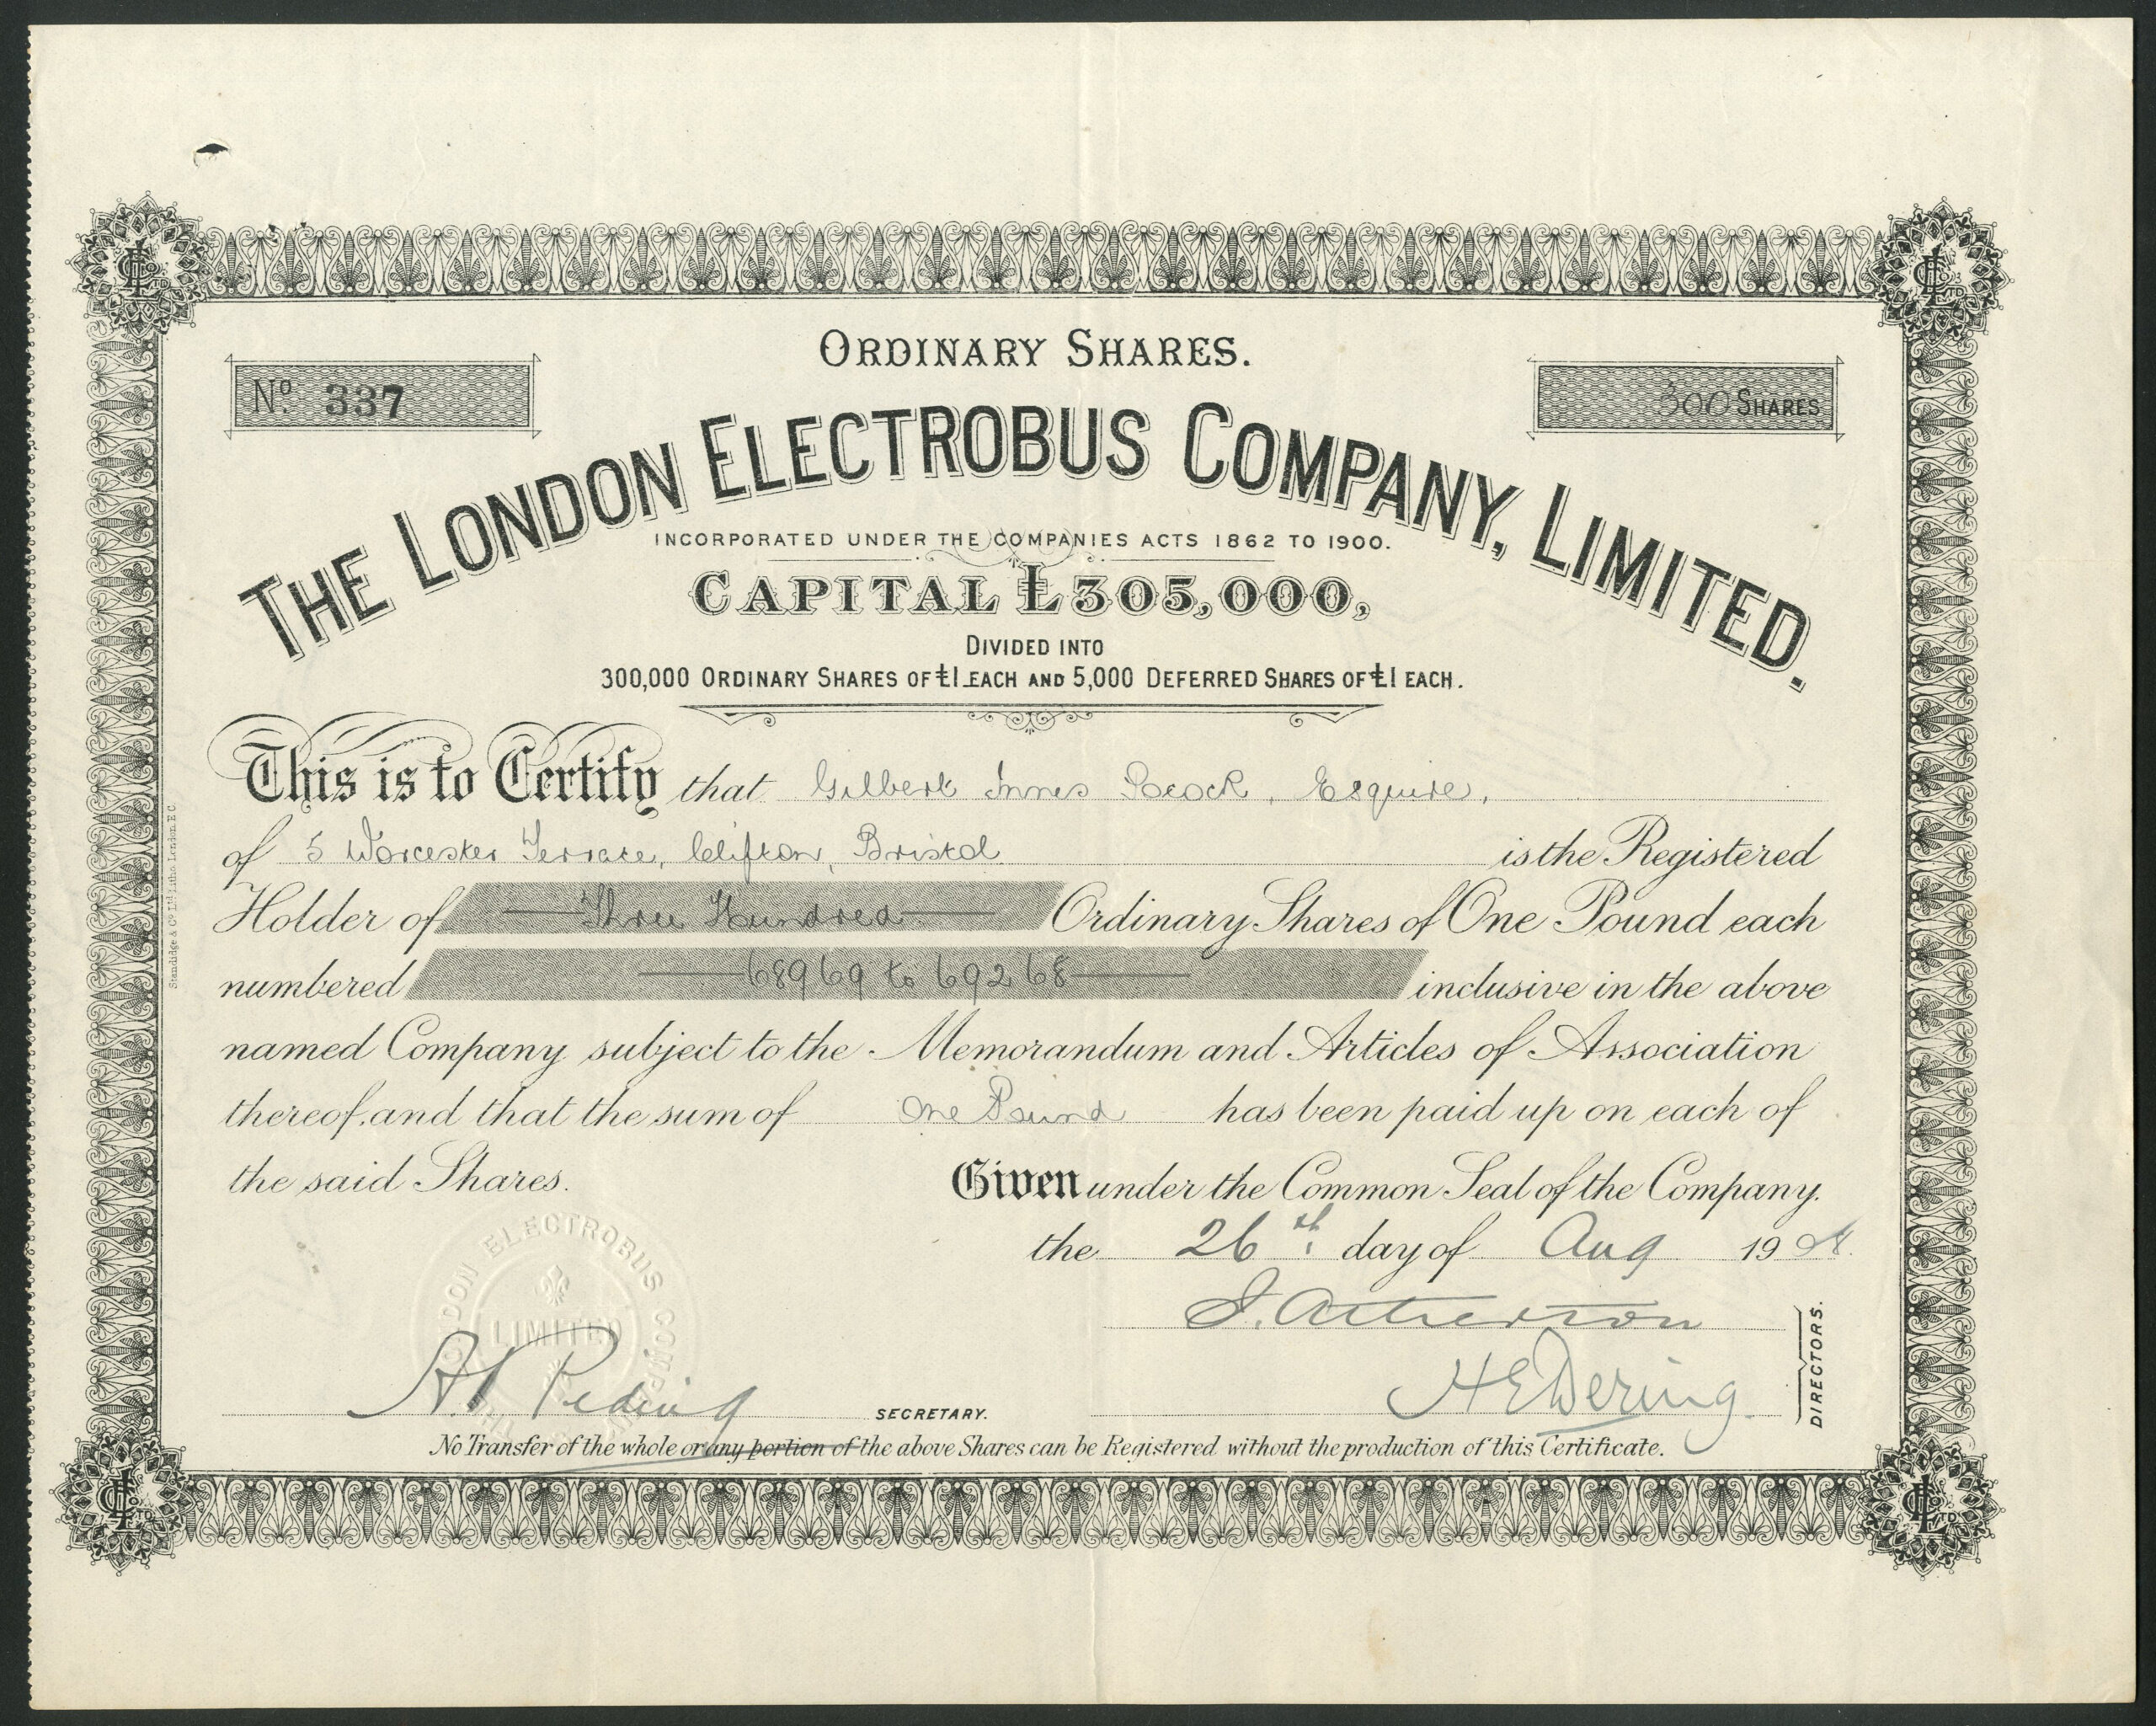 ORDINARY SHARES.
No. 337
300 SHARES
THE LONDON ELECTROBUS COMPANY, LIMITED.
INCORPORATED UNDER THE COMPANIES ACTS 1862 TO 1900.
CAPITAL £305,000,
DIVIDED INTO
300,000 ORDINARY SHARES OF £1 EACH AND 5,000 DEFERRED SHARES OF £1 EACH.
This is to Certify that Gilbert Innes Pocock, Esquire,
of 5 Worcester Terrace, Clifton, Bristol is the Registered
Holder of Three Hundred Ordinary Shares of One Pound each
numbered 68969 to 69268 inclusive in the above
named Company subject to the Memorandum and Articles of Association
thereof, and that the sum of One Pound has been paid up on each of
the said Shares.
Given under the Common Seal of the Company.
the 26th day of Aug 1908.
ELECTROBUS
LIMITED
J. Atherton
H E Dering
DIRECTORS.
SECRETARY.
No Transfer of the whole or any portion of the above Shares can be Registered without the production of this Certificate.
Standidge & Co. Ltd. Litho. London. E.C.